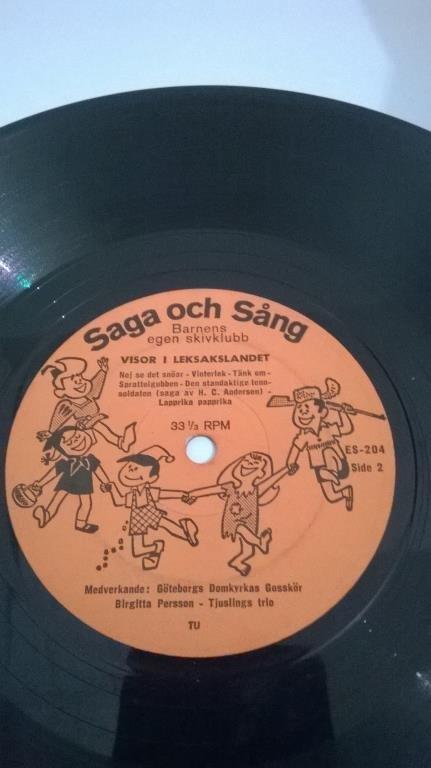 Saga och Sång
Barnens
egen skivklubb
VISOR I LEKSAKSLANDET
Nej se det snöar - Vinterlek - Tänk om -
Sprattelgubben - Den standaktige tenn-
soldaten (saga av H. C. Andersen) -
Lapprika papprika
33 ⅓ RPM
ES-204
Side 2
Medverkande: Göteborgs Domkyrkas Gosskör
Birgitta Persson - Tjuslings trio
TU